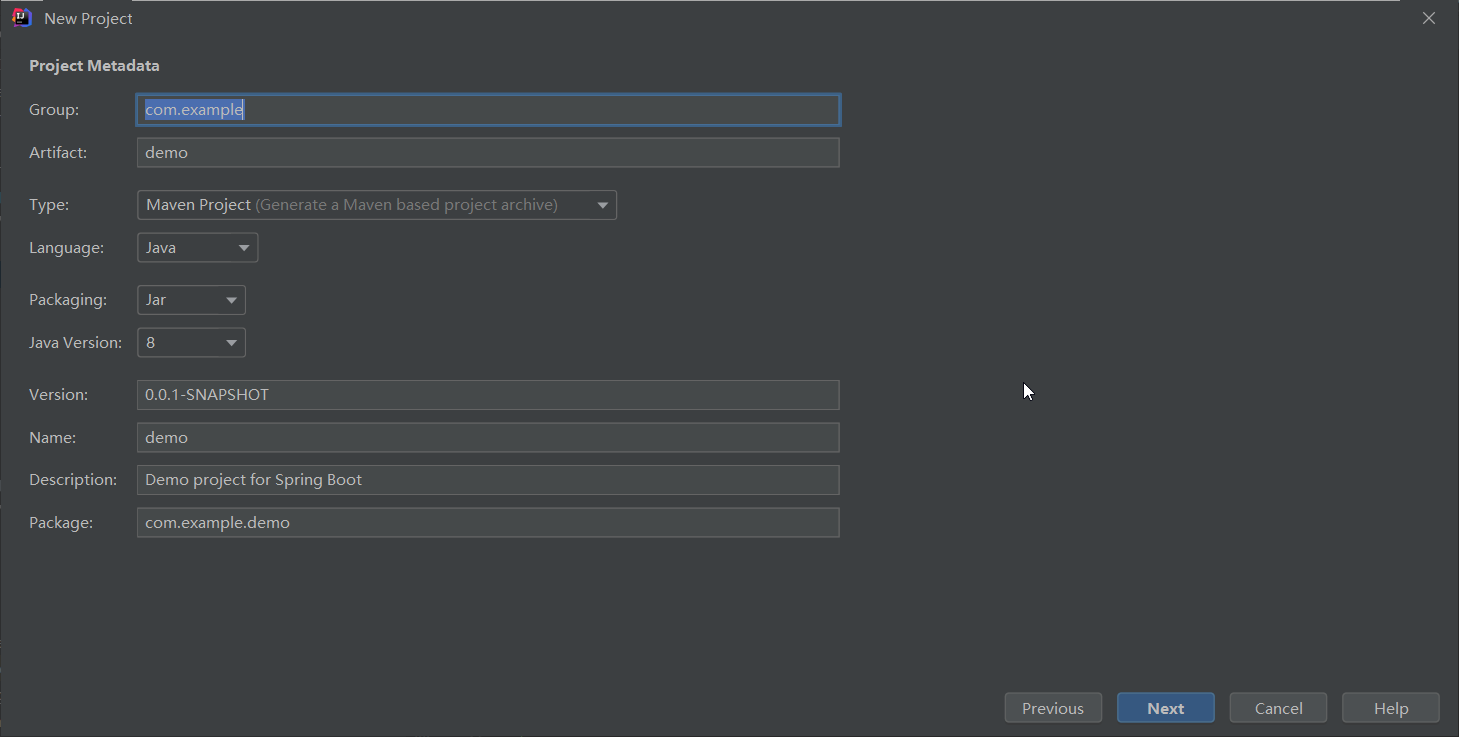 New Project
Project Metadata
Group: com.example
Artifact: demo
Type: Maven Project (Generate a Maven based project archive)
Language: Java
Packaging: Jar
Java Version: 8
Version: 0.0.1-SNAPSHOT
Name: demo
Description: Demo project for Spring Boot
Package: com.example.demo
Previous Next Cancel Help